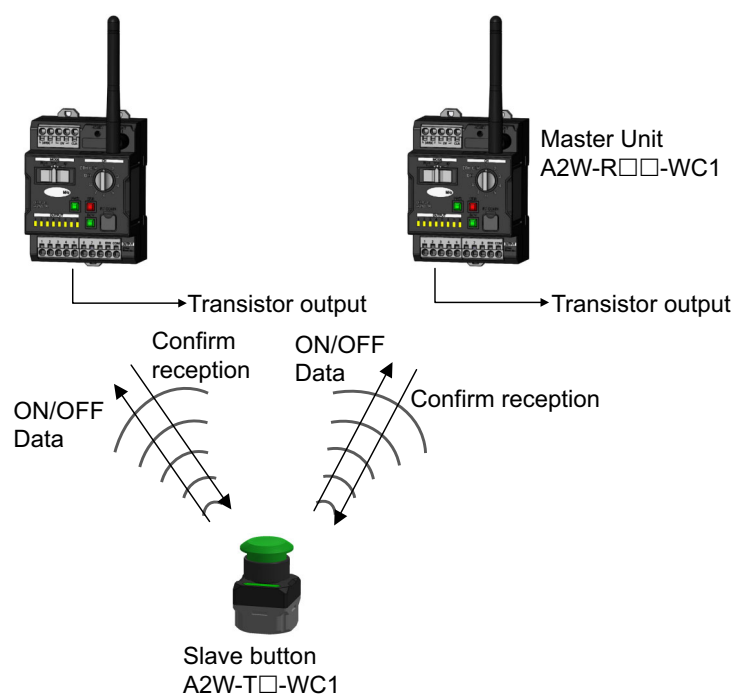 Master Unit
A2W-R□□-WC1
Transistor output
Transistor output
Confirm
reception
ON/OFF
Data
ON/OFF
Data
Confirm reception
Slave button
A2W-T□-WC1